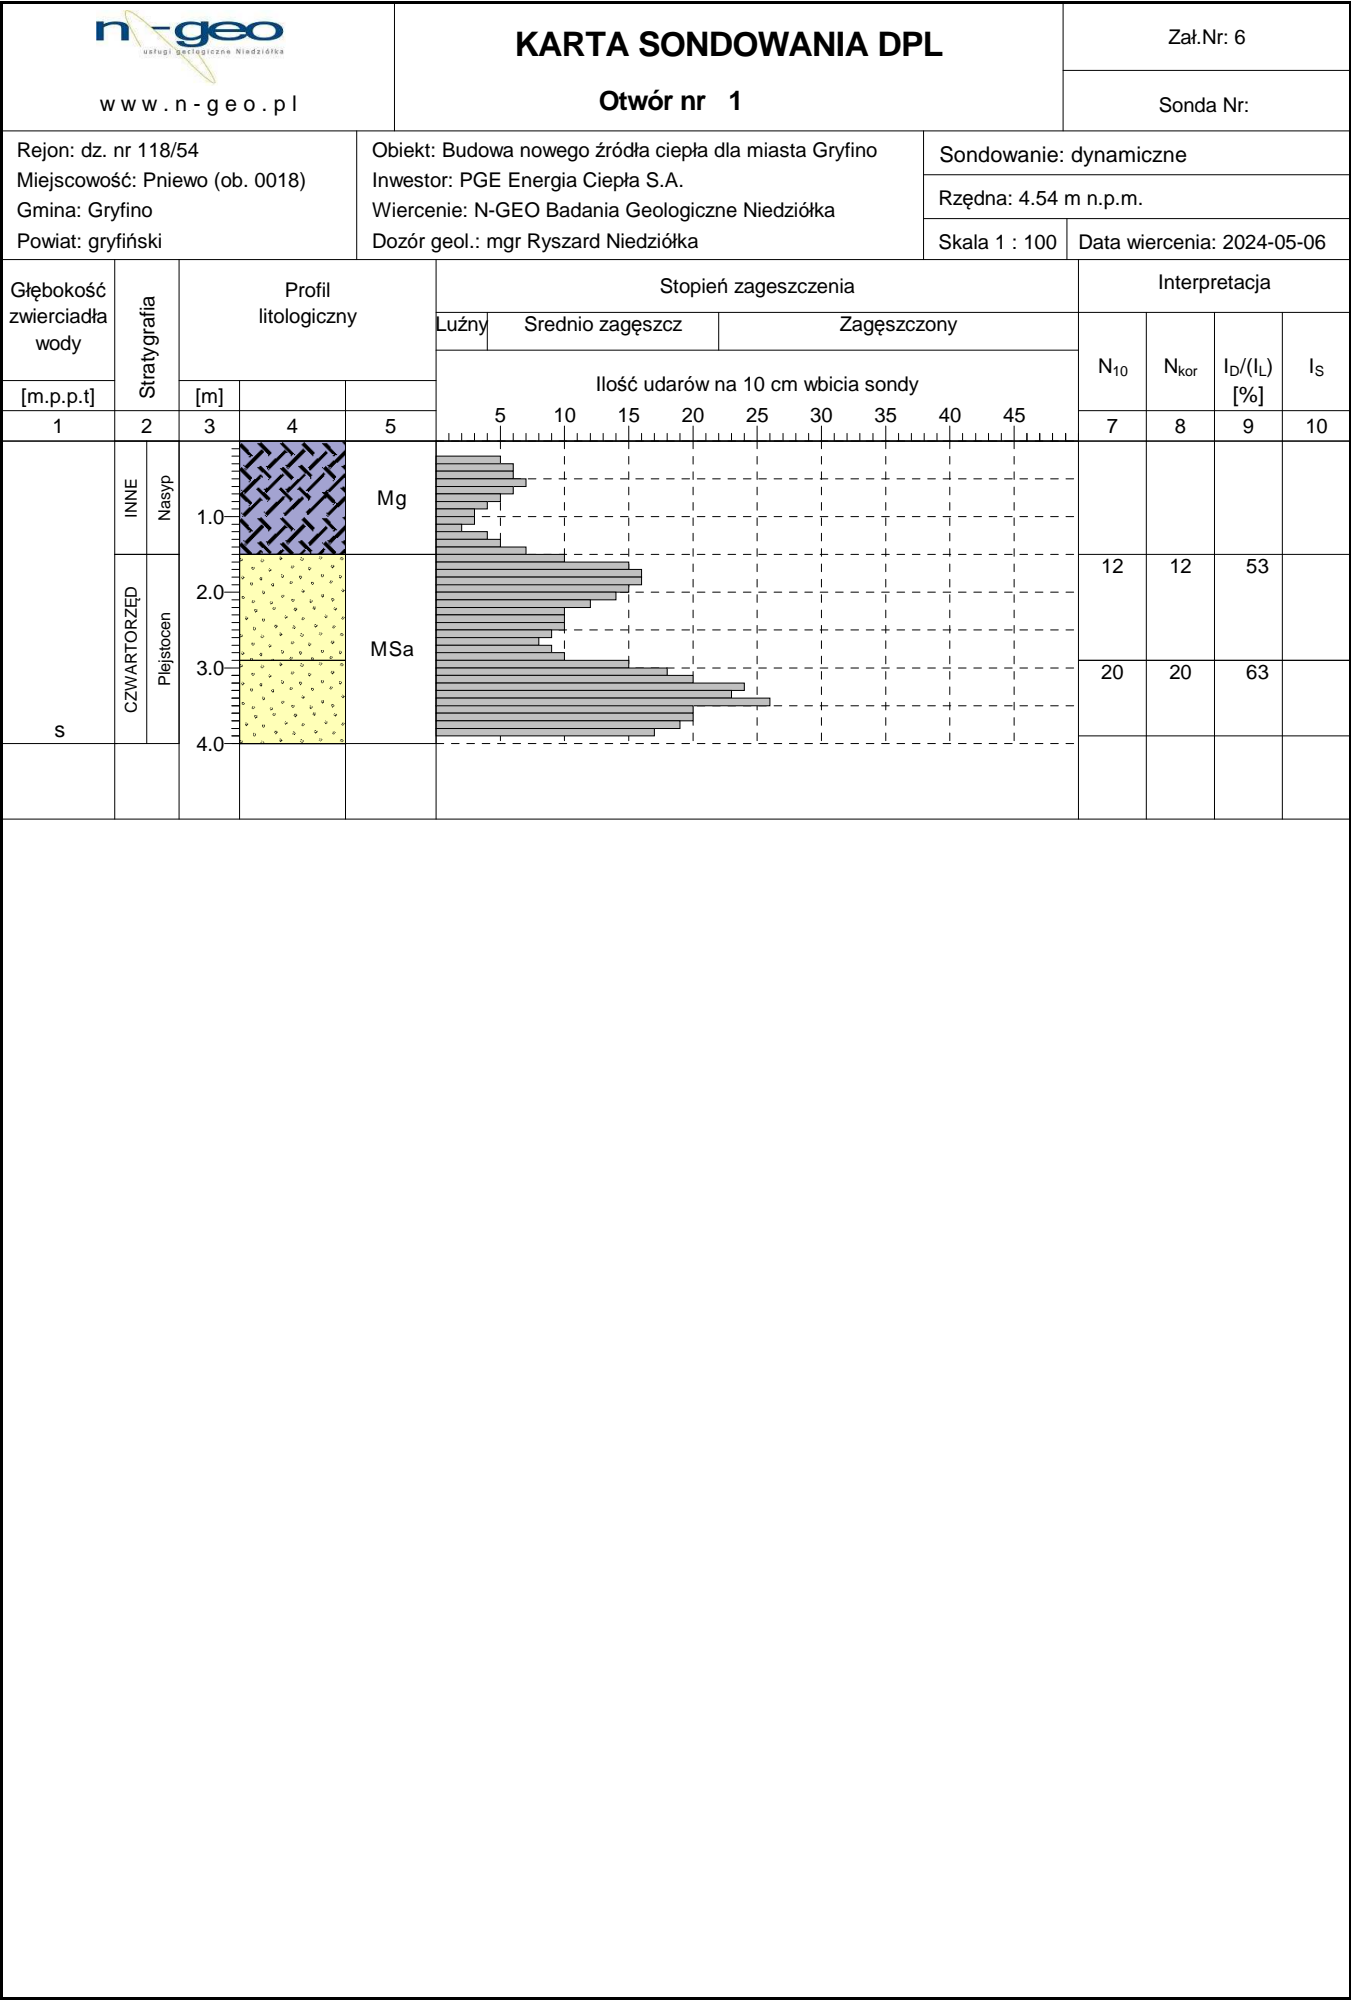 n-geo
usługi geologiczne Niedziółka
www.n-geo.pl
KARTA SONDOWANIA DPL
Otwór nr 1
Zał.Nr: 6
Sonda Nr:
Rejon: dz. nr 118/54
Miejscowość: Pniewo (ob. 0018)
Gmina: Gryfino
Powiat: gryfiński
Obiekt: Budowa nowego źródła ciepła dla miasta Gryfino
Inwestor: PGE Energia Ciepła S.A.
Wiercenie: N-GEO Badania Geologiczne Niedziółka
Dozór geol.: mgr Ryszard Niedziółka
Sondowanie: dynamiczne
Rzędna: 4.54 m n.p.m.
Skala 1 : 100
Data wiercenia: 2024-05-06
Głębokość
zwierciadła
wody
[m.p.p.t]
Stratygrafia
Profil
litologiczny
[m]
Stopień zageszczenia
Luźny
Srednio zagęszcz
Zagęszczony
Ilość udarów na 10 cm wbicia sondy
5 10 15 20 25 30 35 40 45
Interpretacja
N10
Nkor
ID/(IL)
[%]
IS
1 2 3 4 5 7 8 9 10
INNE
Nasyp
Mg
1.0
CZWARTORZĘD
Plejstocen
2.0
MSa
3.0
4.0
s
12 12 53
20 20 63